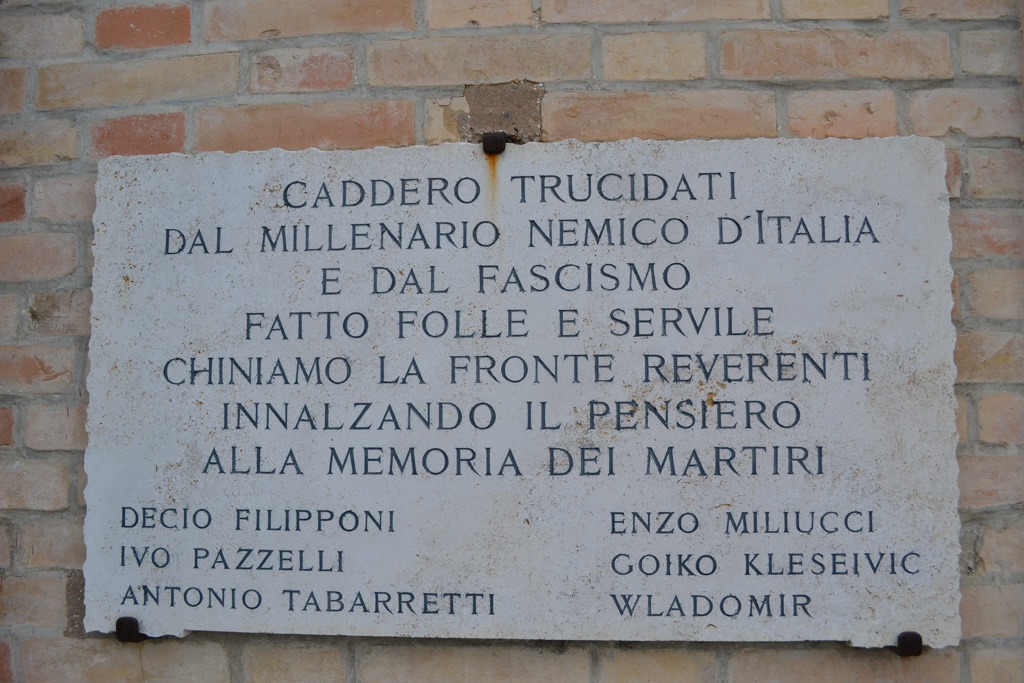 CADDERO TRUCIDATI
DAL MILLENARIO NEMICO D'ITALIA
E DAL FASCISMO
FATTO FOLLE E SERVILE
CHINIAMO LA FRONTE REVERENTI
INNALZANDO IL PENSIERO
ALLA MEMORIA DEI MARTIRI
DECIO FILIPPONI
IVO PAZZELLI
ANTONIO TABARRETTI
ENZO MILIUCCI
GOIKO KLESEIVIC
WLADOMIR